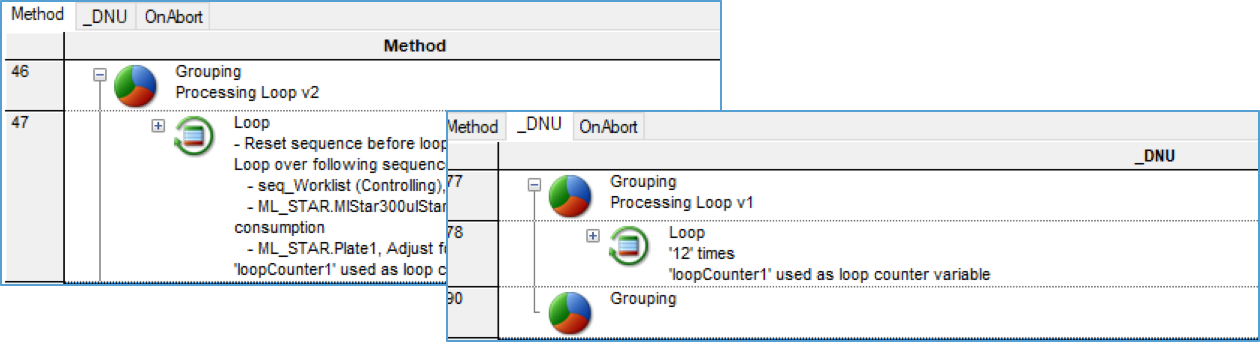 Method _DNU OnAbort
Method
46 Grouping
Processing Loop v2
47 Loop
- Reset sequence before loop
Loop over following sequenc
- seq_Worklist (Controlling),
- ML_STAR.MlStar300ulStar
consumption
- ML_STAR.Plate1, Adjust f
'loopCounter1' used as loop c
Method _DNU OnAbort
_DNU
77 Grouping
Processing Loop v1
78 Loop
'12' times
'loopCounter1' used as loop counter variable
90 Grouping